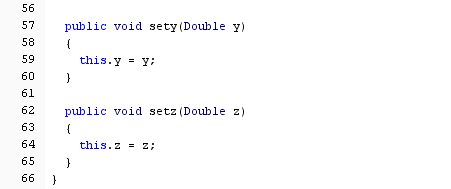 56
57 public void sety(Double y)
58 {
59 this.y = y;
60 }
61
62 public void setz(Double z)
63 {
64 this.z = z;
65 }
66 }